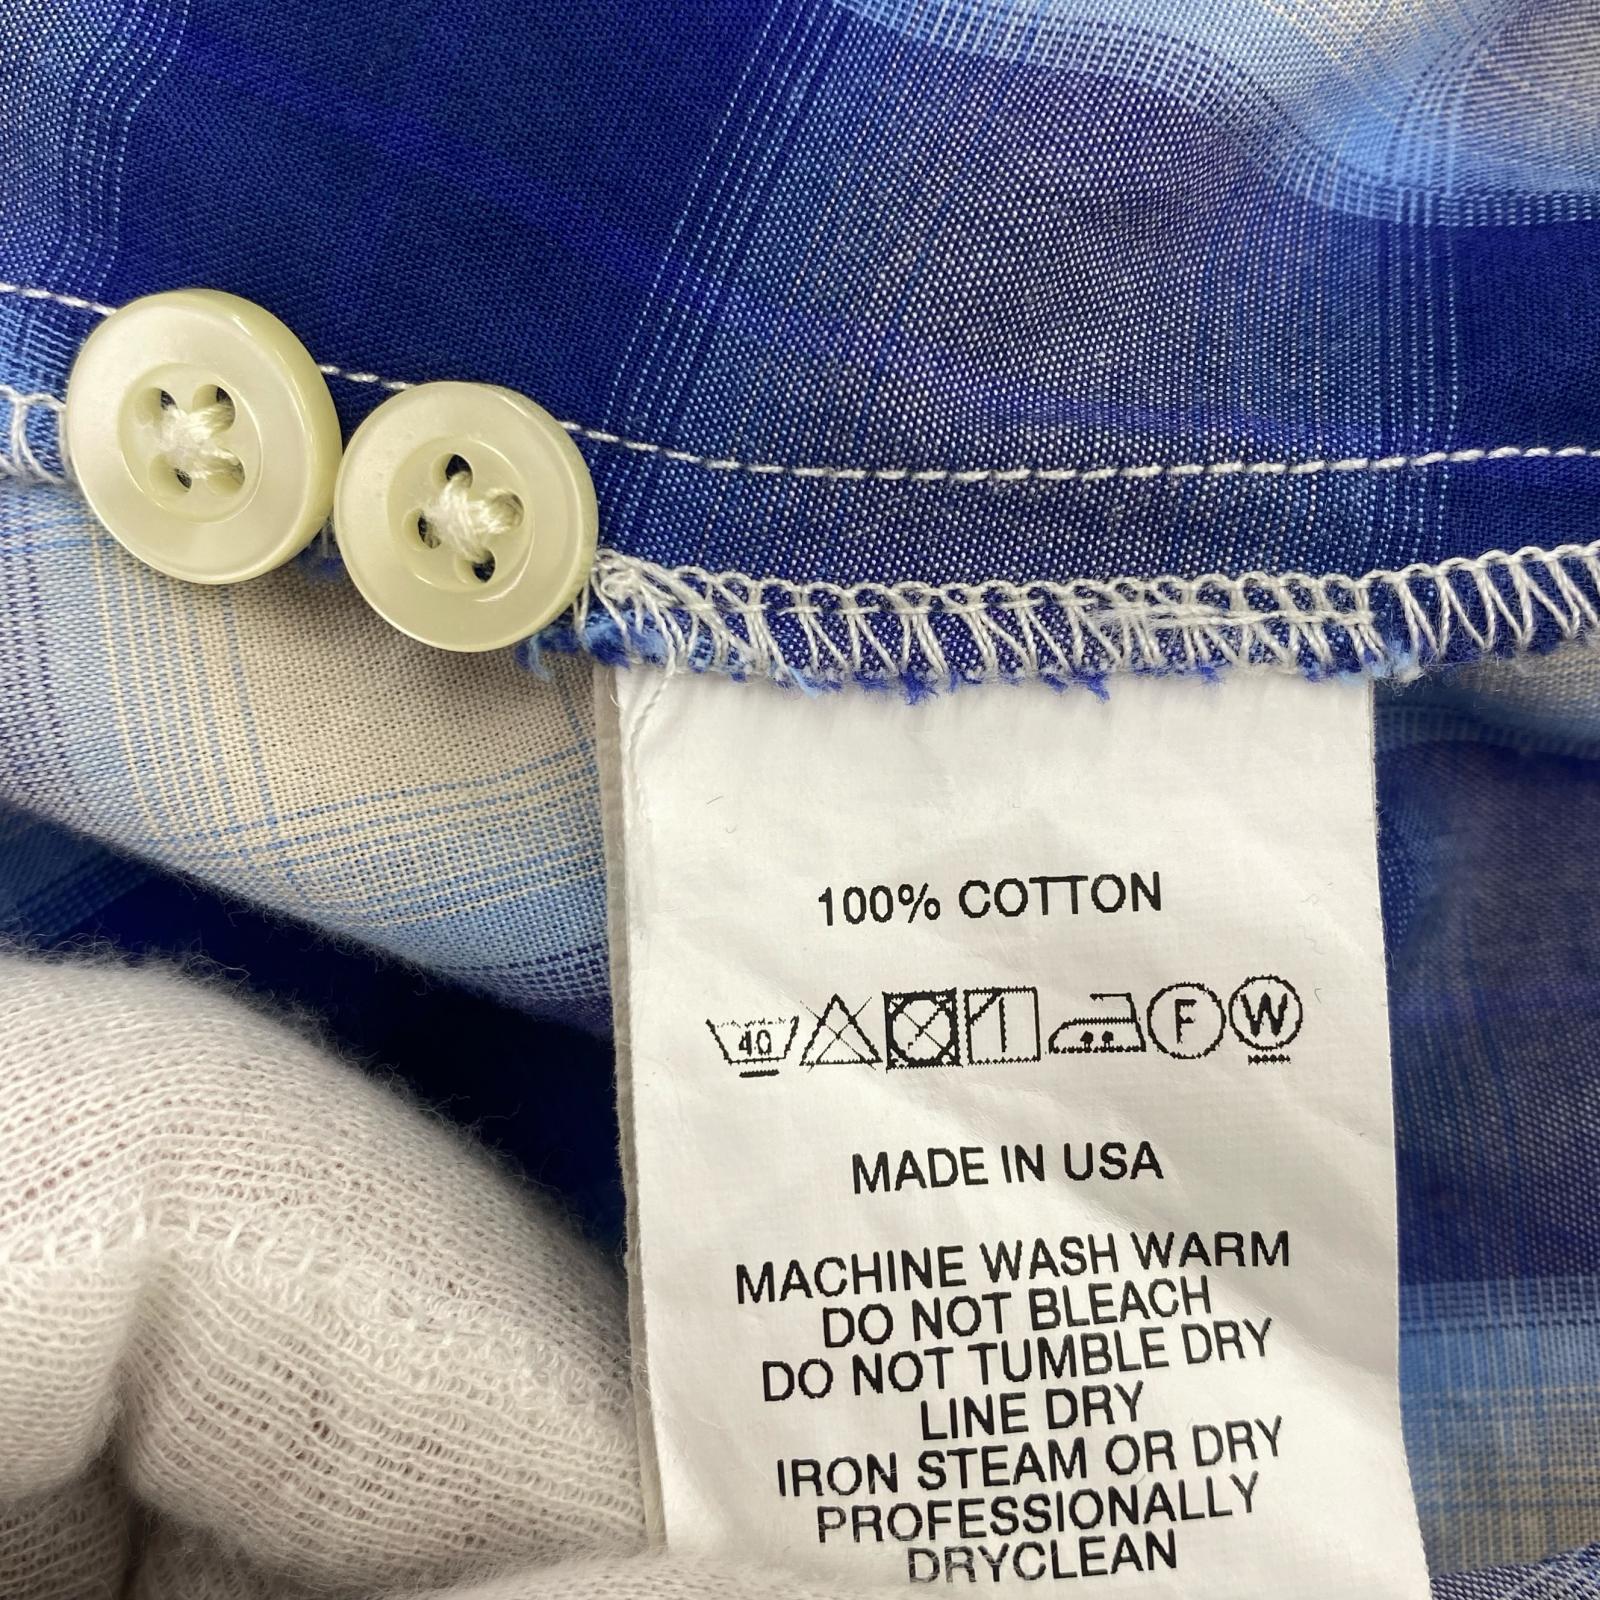 100% COTTON
40 F W
MADE IN USA
MACHINE WASH WARM
DO NOT BLEACH
DO NOT TUMBLE DRY
LINE DRY
IRON STEAM OR DRY
PROFESSIONALLY
DRYCLEAN